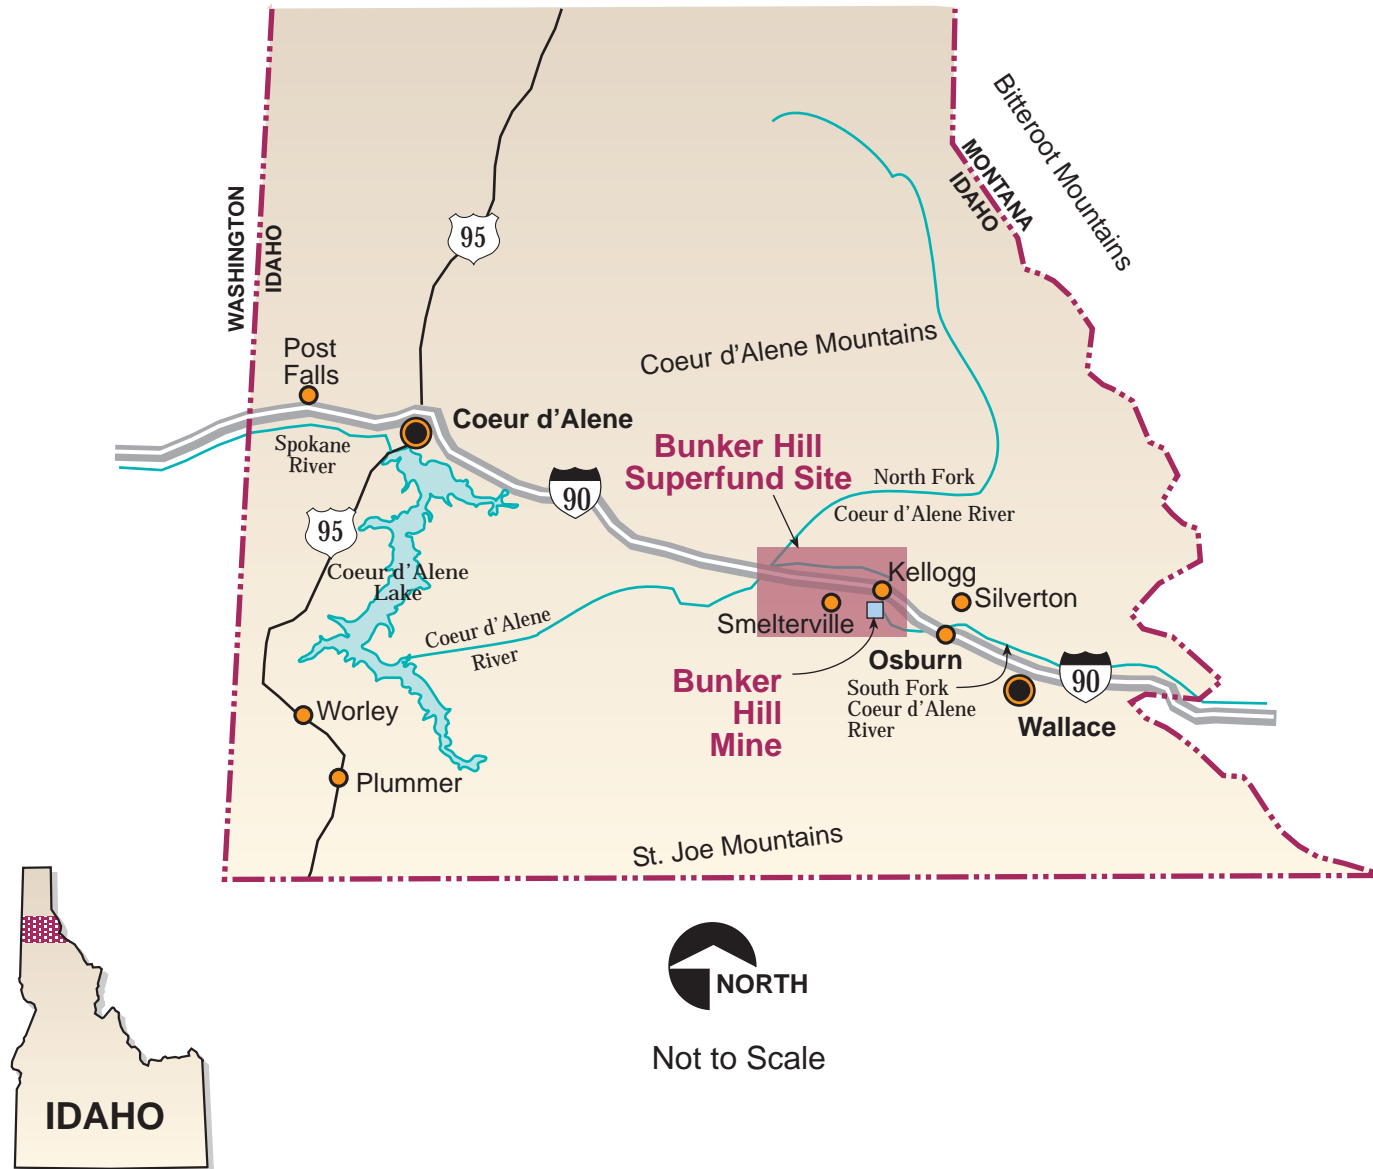 Bitteroot Mountains
MONTANA
IDAHO
WASHINGTON
IDAHO
95
Post
Falls
Coeur d’Alene Mountains
Coeur d’Alene
Spokane
River
Bunker Hill
Superfund Site
90
North Fork
Coeur d’Alene River
95
Coeur d’Alene
Lake
Kellogg
Silverton
Smelterville
Coeur d’Alene
River
Osburn
Bunker
Hill
Mine
South Fork
Coeur d’Alene
River
90
Wallace
Worley
Plummer
St. Joe Mountains
NORTH
Not to Scale
IDAHO